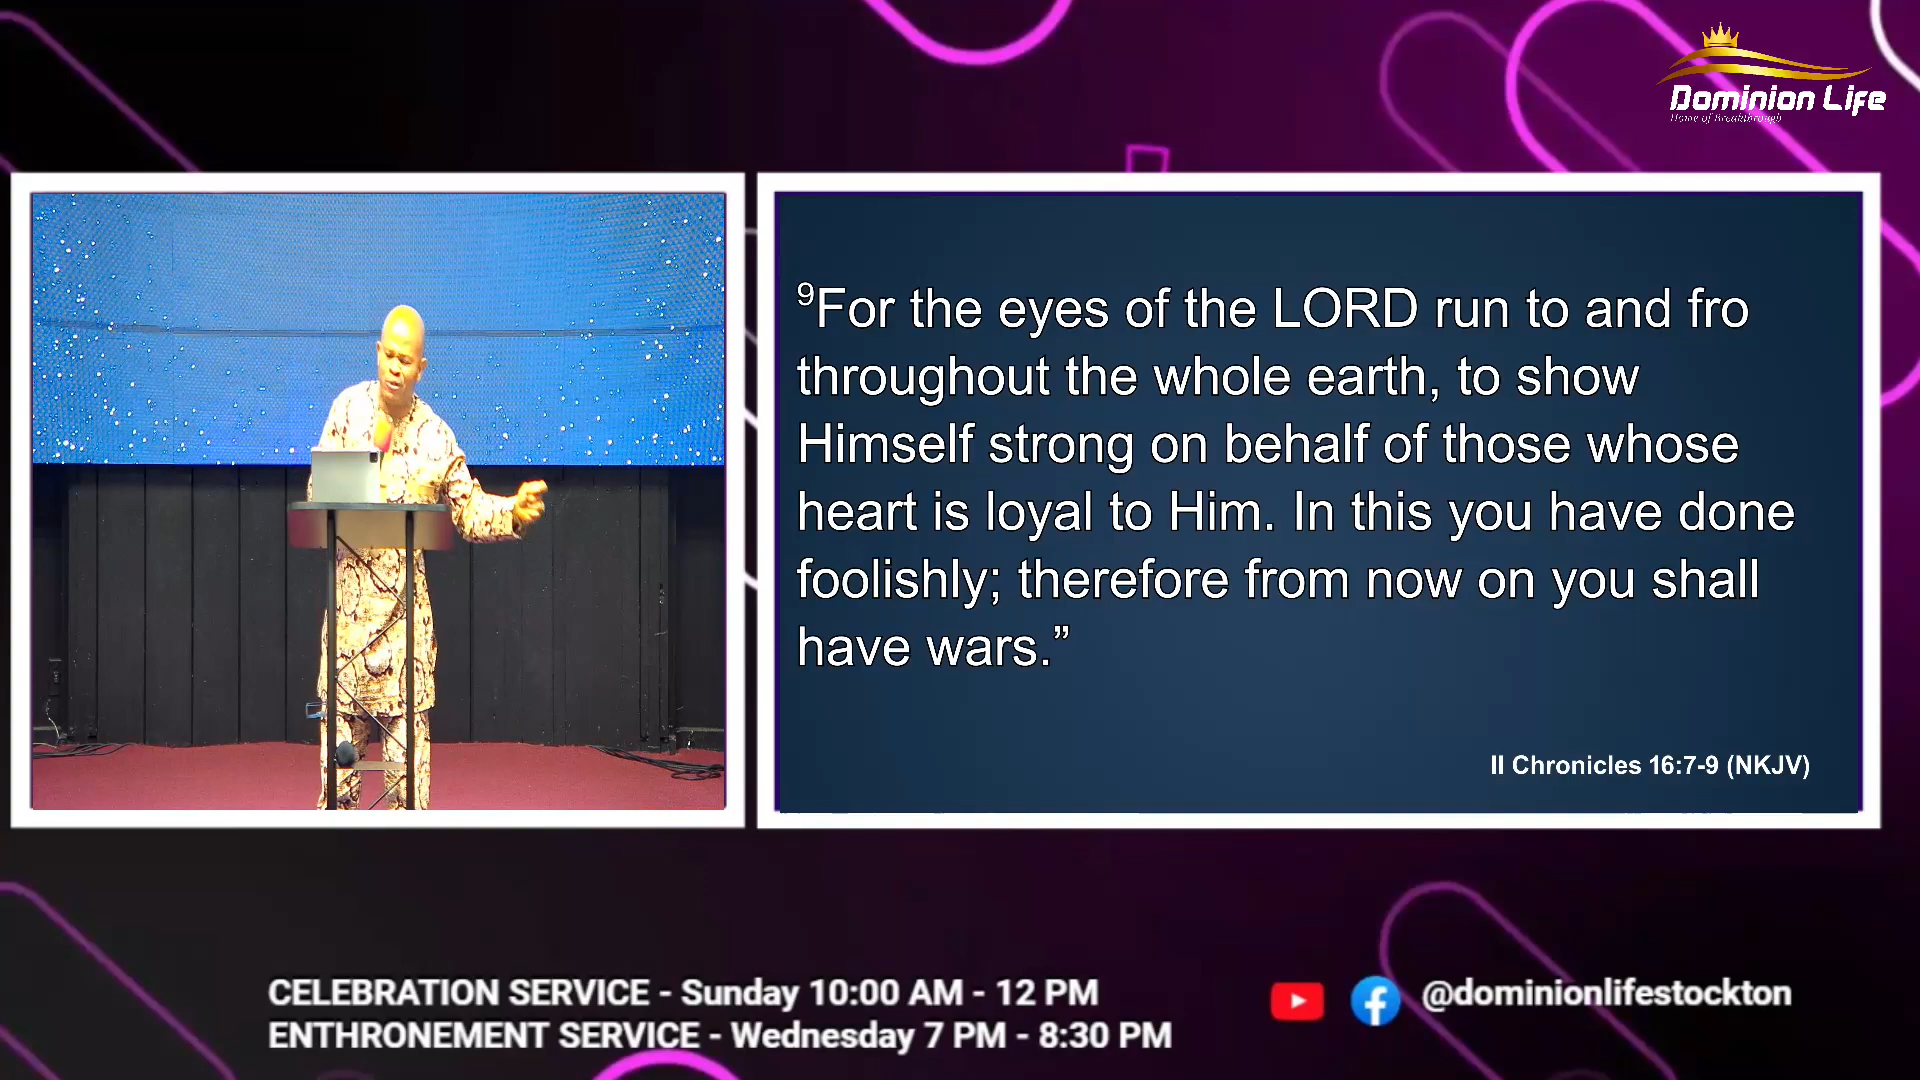 Dominion Life
Home of Breakthrough
9For the eyes of the LORD run to and fro
throughout the whole earth, to show
Himself strong on behalf of those whose
heart is loyal to Him. In this you have done
foolishly; therefore from now on you shall
have wars.”
II Chronicles 16:7-9 (NKJV)
CELEBRATION SERVICE - Sunday 10:00 AM - 12 PM
ENTHRONEMENT SERVICE - Wednesday 7 PM - 8:30 PM
@dominionlifestockton